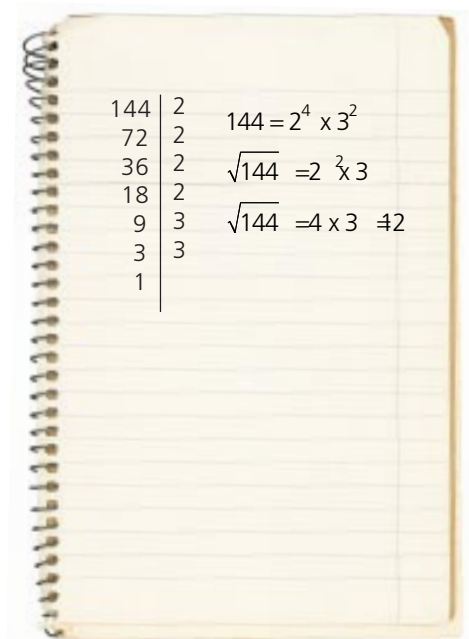 144 | 2
72 | 2
36 | 2
18 | 2
9 | 3
3 | 3
1 |
144 = 2⁴ x 3²
√144 = 2² x 3
√144 = 4 x 3 = 12